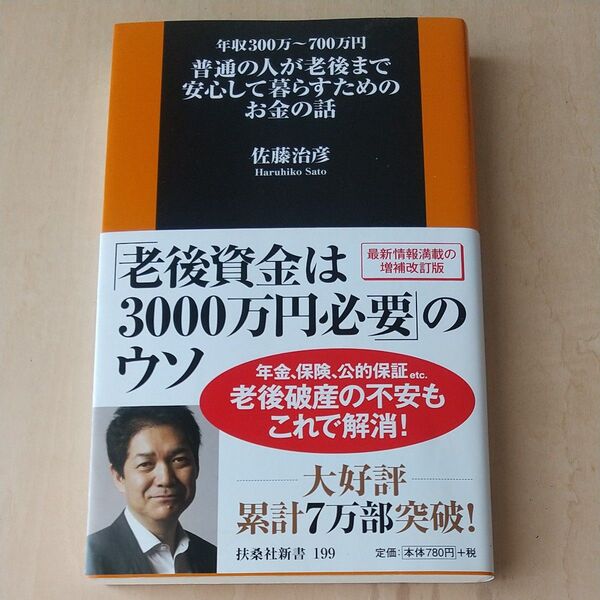 年収300万～700万円
普通の人が老後まで
安心して暮らすための
お金の話
佐藤治彦
Haruhiko Sato
「老後資金は
3000万円必要」の
ウソ
最新情報満載の
増補改訂版
年金、保険、公的保証etc.
老後破産の不安も
これで解消!
大好評
累計7万部突破!
扶桑社新書 199
定価:本体780円+税